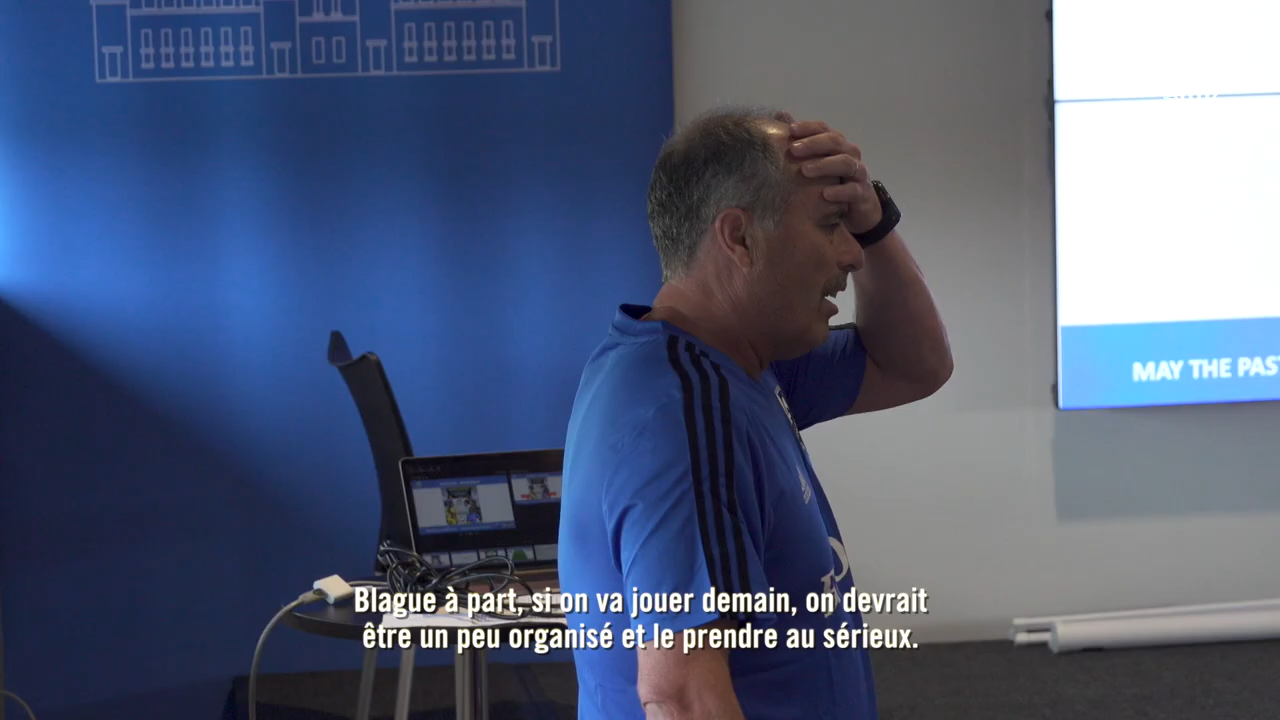 MAY THE PAS
Blague à part, si on va jouer demain, on devrait
être un peu organisé et le prendre au sérieux.